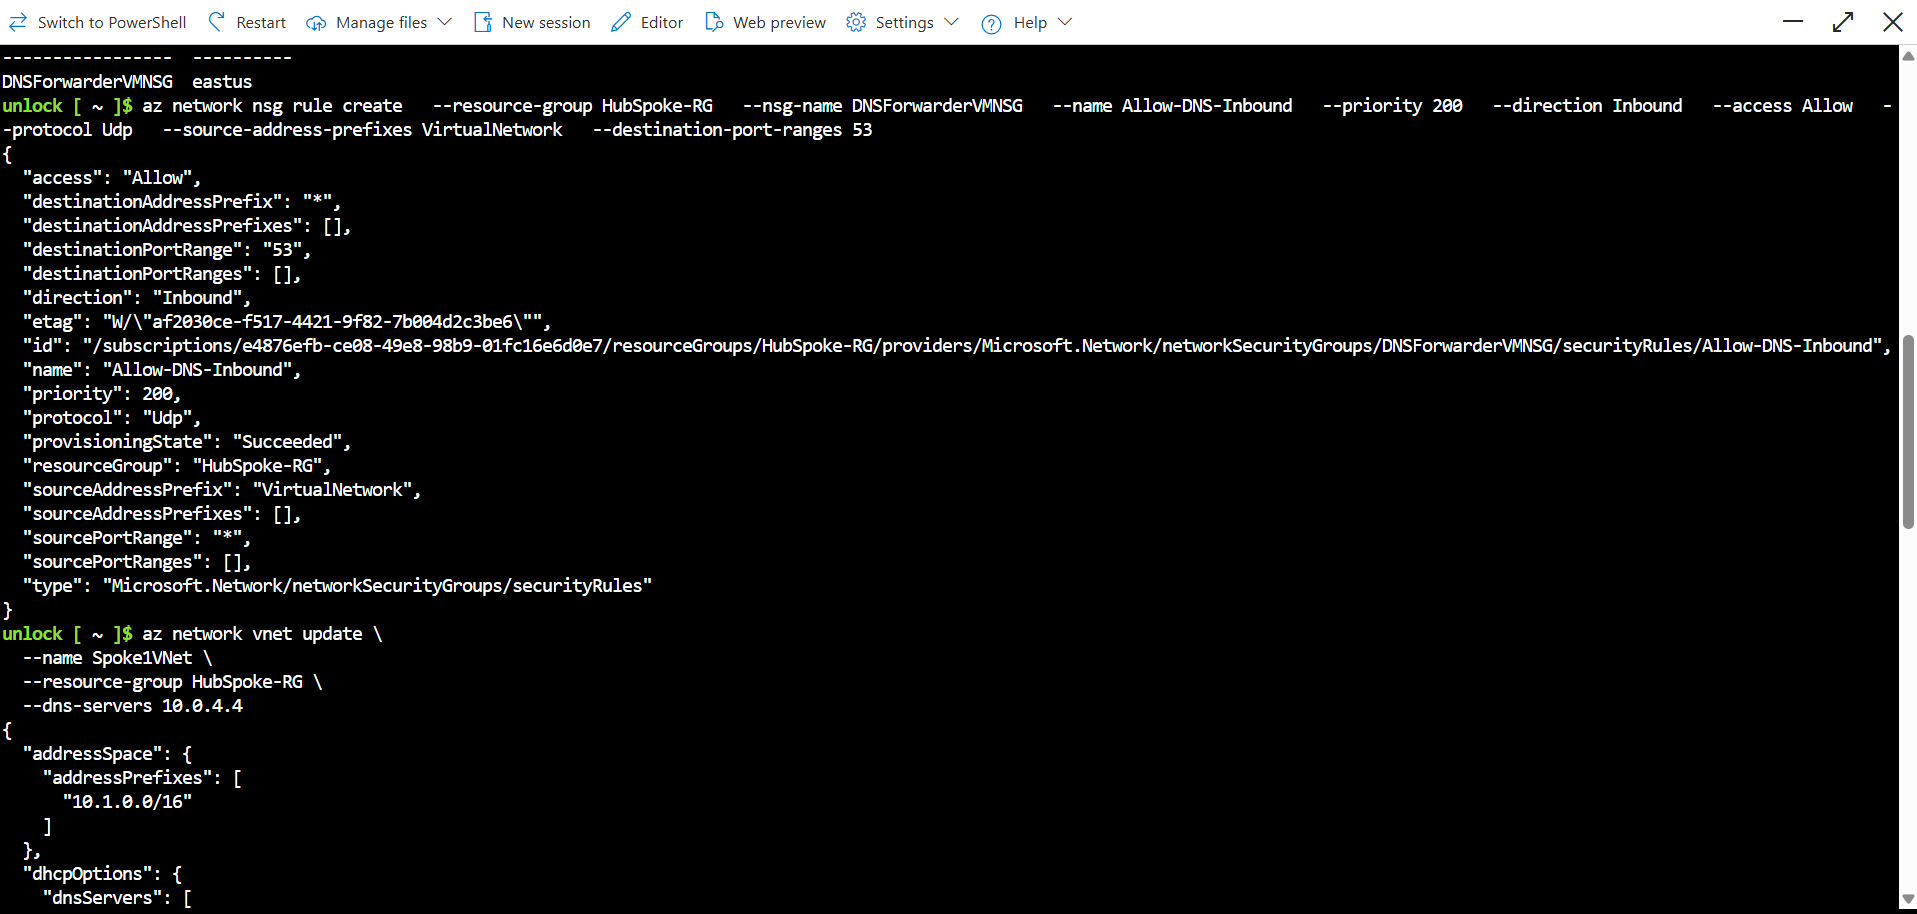 Switch to PowerShell Restart Manage files New session Editor Web preview Settings Help
----------------- ----------
DNSForwarderVMNSG  eastus
unlock [ ~ ]$ az network nsg rule create   --resource-group HubSpoke-RG   --nsg-name DNSForwarderVMNSG   --name Allow-DNS-Inbound   --priority 200   --direction Inbound   --access Allow   -
-protocol Udp   --source-address-prefixes VirtualNetwork   --destination-port-ranges 53
{
  "access": "Allow",
  "destinationAddressPrefix": "*",
  "destinationAddressPrefixes": [],
  "destinationPortRange": "53",
  "destinationPortRanges": [],
  "direction": "Inbound",
  "etag": "W/\"af2030ce-f517-4421-9f82-7b004d2c3be6\"",
  "id": "/subscriptions/e4876efb-ce08-49e8-98b9-01fc16e6d0e7/resourceGroups/HubSpoke-RG/providers/Microsoft.Network/networkSecurityGroups/DNSForwarderVMNSG/securityRules/Allow-DNS-Inbound",
  "name": "Allow-DNS-Inbound",
  "priority": 200,
  "protocol": "Udp",
  "provisioningState": "Succeeded",
  "resourceGroup": "HubSpoke-RG",
  "sourceAddressPrefix": "VirtualNetwork",
  "sourceAddressPrefixes": [],
  "sourcePortRange": "*",
  "sourcePortRanges": [],
  "type": "Microsoft.Network/networkSecurityGroups/securityRules"
}
unlock [ ~ ]$ az network vnet update \
  --name Spoke1VNet \
  --resource-group HubSpoke-RG \
  --dns-servers 10.0.4.4
{
  "addressSpace": {
    "addressPrefixes": [
      "10.1.0.0/16"
    ]
  },
  "dhcpOptions": {
    "dnsServers": [